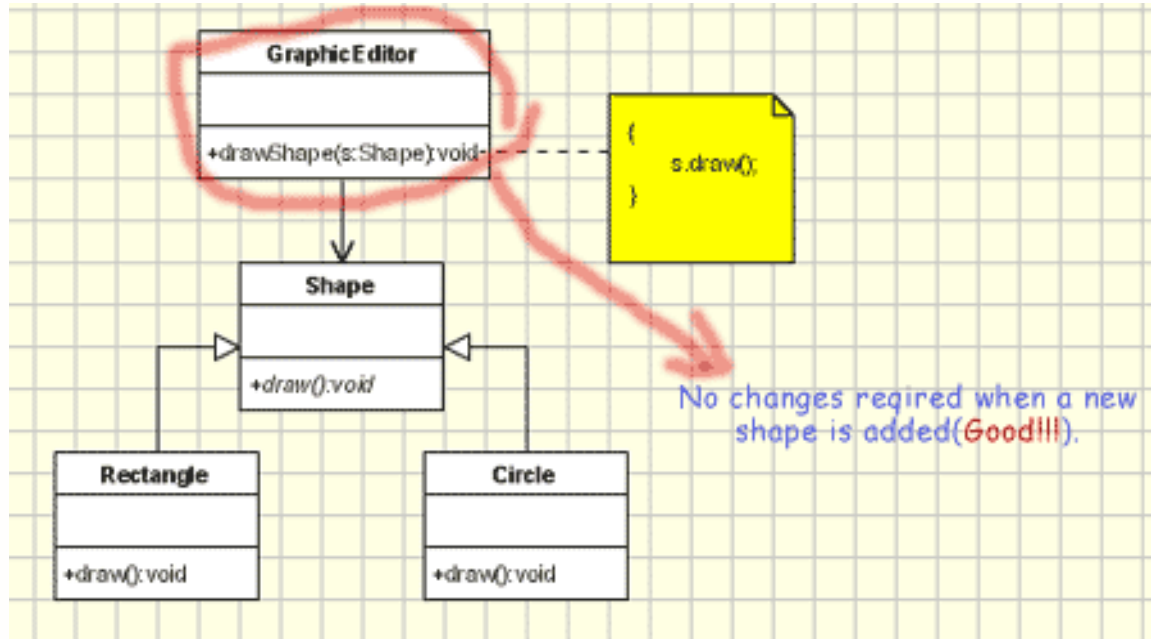 GraphicEditor
+drawShape(s:Shape):void
{
s.draw();
}
Shape
+draw():void
Rectangle
+draw():void
Circle
+draw():void
No changes reqired when a new
shape is added(Good!!!).